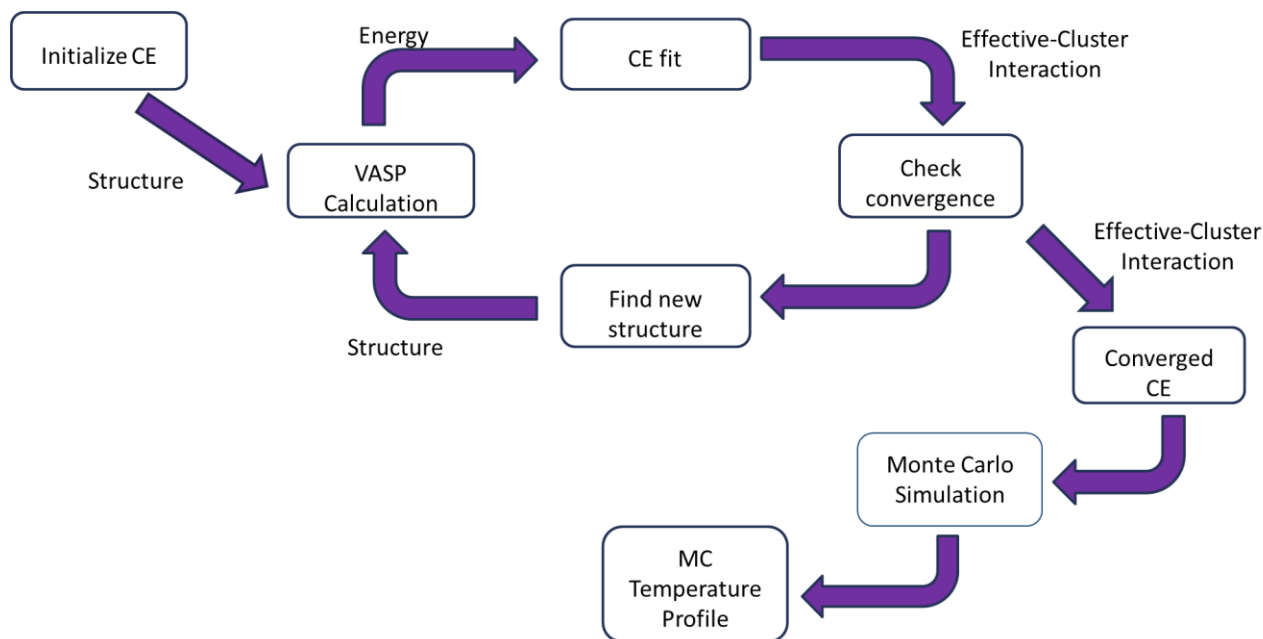 Initialize CE
Energy
CE fit
Effective-Cluster
Interaction
Structure
VASP
Calculation
Check
convergence
Effective-Cluster
Interaction
Find new
structure
Structure
Converged
CE
Monte Carlo
Simulation
MC
Temperature
Profile